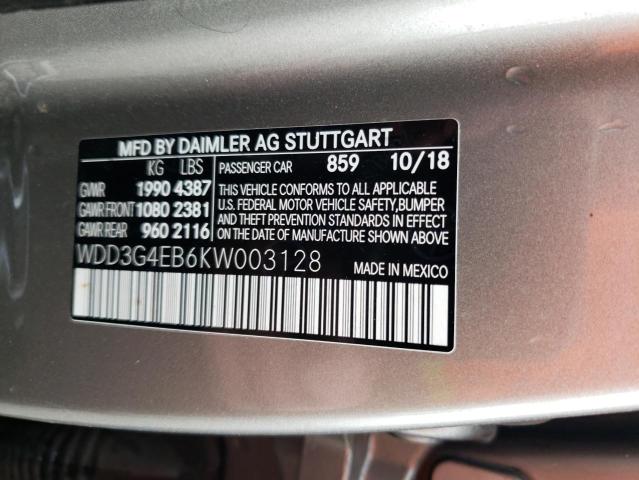 MFD BY DAIMLER AG STUTTGART
KG LBS PASSENGER CAR 859 10/18
GVWR 1990 4387 THIS VEHICLE CONFORMS TO ALL APPLICABLE
GAWR FRONT 1080 2381 U.S. FEDERAL MOTOR VEHICLE SAFETY,BUMPER
GAWR REAR 960 2116 AND THEFT PREVENTION STANDARDS IN EFFECT
ON THE DATE OF MANUFACTURE SHOWN ABOVE
WDD3G4EB6KW003128 MADE IN MEXICO